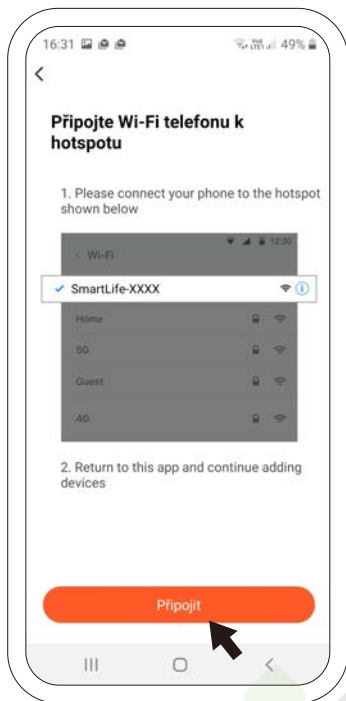 16:31 49%
Připojte Wi-Fi telefonu k
hotspotu
1. Please connect your phone to the hotspot
shown below
12:30
< Wi-Fi
SmartLife-XXXX
Home
5G
Guest
4G
2. Return to this app and continue adding
devices
Připojit